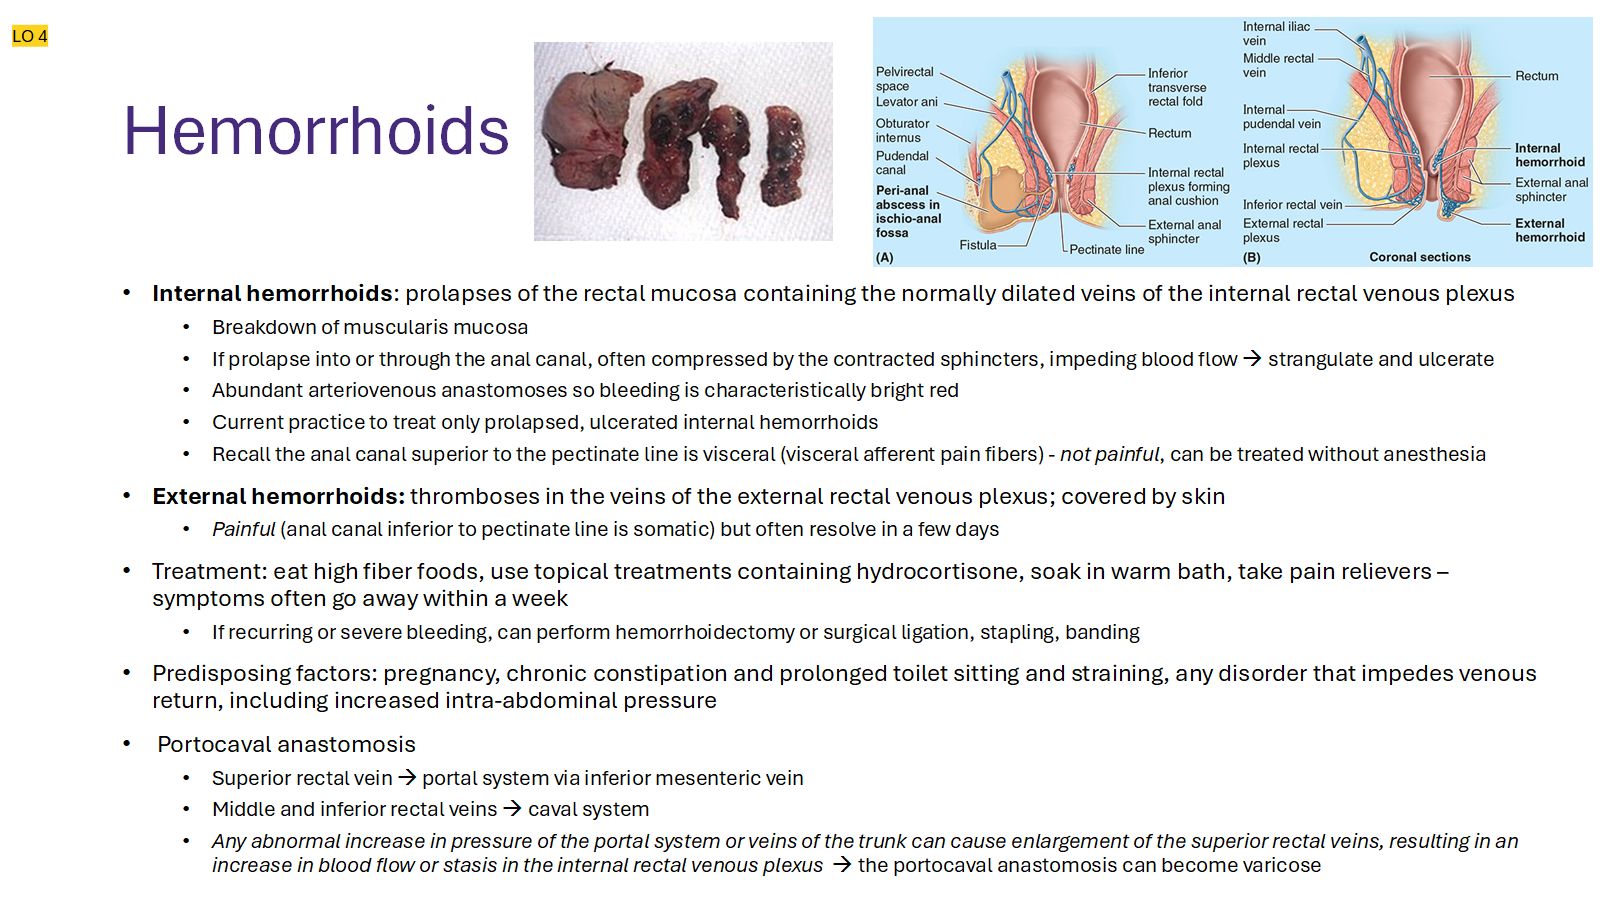 LO 4
Hemorrhoids
Pelvirectal
space
Levator ani
Obturator
internus
Pudendal
canal
Peri-anal
abscess in
ischio-anal
fossa
Fistula
(A)
Inferior
transverse
rectal fold
Rectum
Internal rectal
plexus forming
anal cushion
External anal
sphincter
Pectinate line
Internal iliac
vein
Middle rectal
vein
Internal
pudendal vein
Internal rectal
plexus
Inferior rectal vein
External rectal
plexus
(B)
Rectum
Internal
hemorrhoid
External anal
sphincter
External
hemorrhoid
Coronal sections
• Internal hemorrhoids: prolapses of the rectal mucosa containing the normally dilated veins of the internal rectal venous plexus
• Breakdown of muscularis mucosa
• If prolapse into or through the anal canal, often compressed by the contracted sphincters, impeding blood flow → strangulate and ulcerate
• Abundant arteriovenous anastomoses so bleeding is characteristically bright red
• Current practice to treat only prolapsed, ulcerated internal hemorrhoids
• Recall the anal canal superior to the pectinate line is visceral (visceral afferent pain fibers) - not painful, can be treated without anesthesia
• External hemorrhoids: thromboses in the veins of the external rectal venous plexus; covered by skin
• Painful (anal canal inferior to pectinate line is somatic) but often resolve in a few days
• Treatment: eat high fiber foods, use topical treatments containing hydrocortisone, soak in warm bath, take pain relievers –
symptoms often go away within a week
• If recurring or severe bleeding, can perform hemorrhoidectomy or surgical ligation, stapling, banding
• Predisposing factors: pregnancy, chronic constipation and prolonged toilet sitting and straining, any disorder that impedes venous
return, including increased intra-abdominal pressure
• Portocaval anastomosis
• Superior rectal vein → portal system via inferior mesenteric vein
• Middle and inferior rectal veins → caval system
• Any abnormal increase in pressure of the portal system or veins of the trunk can cause enlargement of the superior rectal veins, resulting in an
increase in blood flow or stasis in the internal rectal venous plexus → the portocaval anastomosis can become varicose